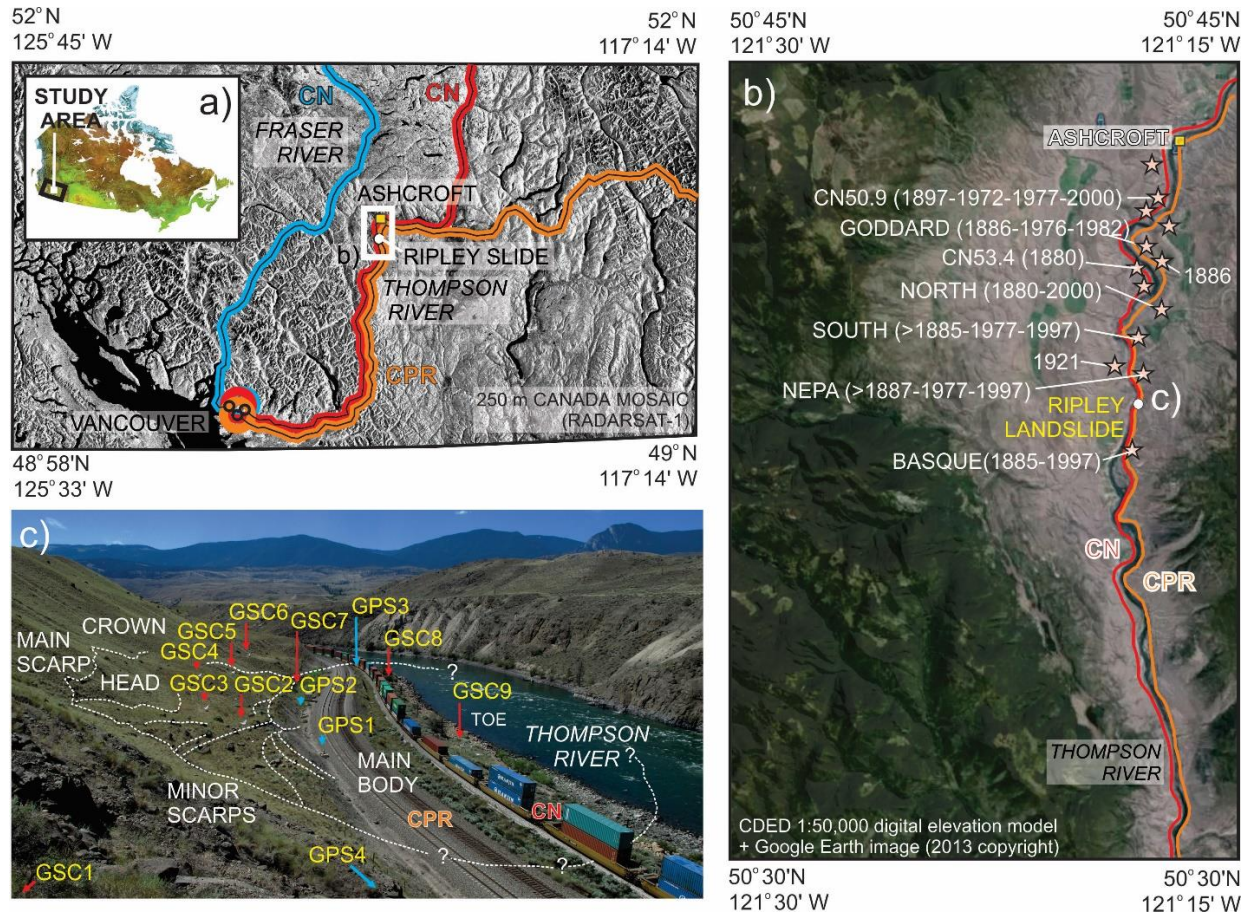 52°N
125°45' W
52°N
117°14' W
STUDY
AREA
a)
CN
CN
FRASER
RIVER
ASHCROFT
b)
RIPLEY SLIDE
THOMPSON
RIVER
CPR
VANCOUVER
250 m CANADA MOSAIC
(RADARSAT-1)
48°58'N
125°33' W
49°N
117°14' W
50°45'N
121°30' W
50°45'N
121°15' W
b)
ASHCROFT
CN50.9 (1897-1972-1977-2000)
GODDARD (1886-1976-1982)
CN53.4 (1880)
1886
NORTH (1880-2000)
SOUTH (>1885-1977-1997)
1921
NEPA (>1887-1977-1997)
c)
RIPLEY
LANDSLIDE
BASQUE(1885-1997)
CN
CPR
THOMPSON
RIVER
CDED 1:50,000 digital elevation model
+ Google Earth image (2013 copyright)
50°30'N
121°30' W
50°30'N
121°15' W
c)
CROWN
GSC6
GSC7
GPS3
GSC5
GSC8
MAIN
SCARP
GSC4
HEAD
GSC3
GSC2
GPS2
?
GSC9
TOE
GPS1
THOMPSON
RIVER
?
MAIN
BODY
MINOR
SCARPS
CPR
CN
?
?
GSC1
GPS4